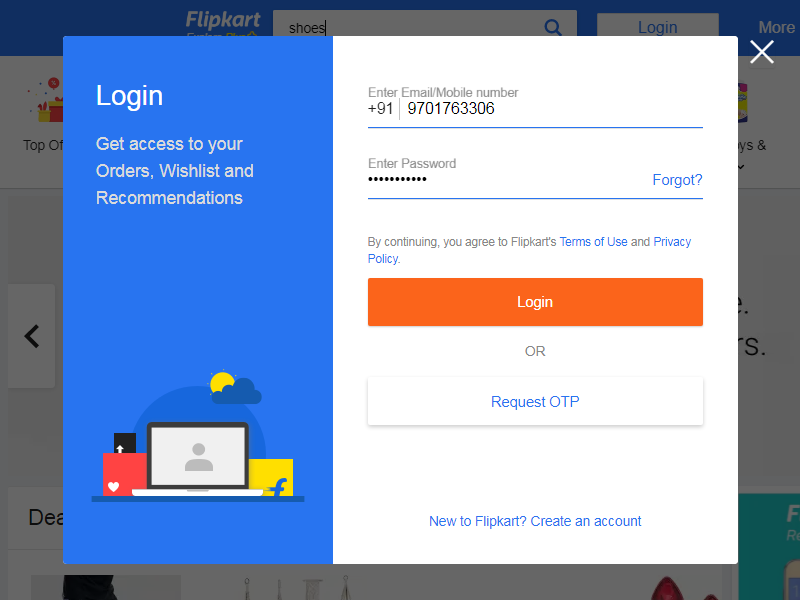 Flipkart
Explore Plus
shoes
Login
More
Top Of
ys &
Login
Get access to your
Orders, Wishlist and
Recommendations
Enter Email/Mobile number
+91 9701763306
Enter Password
•••••••••••
Forgot?
By continuing, you agree to Flipkart's Terms of Use and Privacy
Policy.
Login
OR
Request OTP
New to Flipkart? Create an account
e.
rs.
Dea